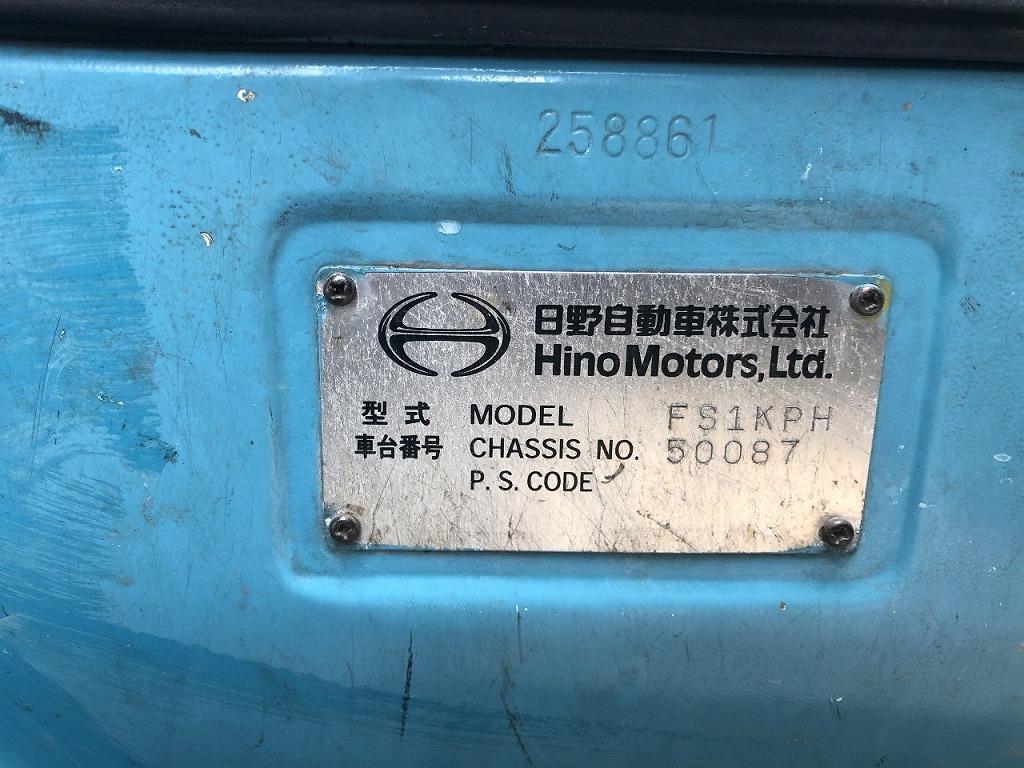 258861
日野自動車株式会社
Hino Motors, Ltd.
型式 MODEL FS1KPH
車台番号 CHASSIS NO. 50087
P. S. CODE